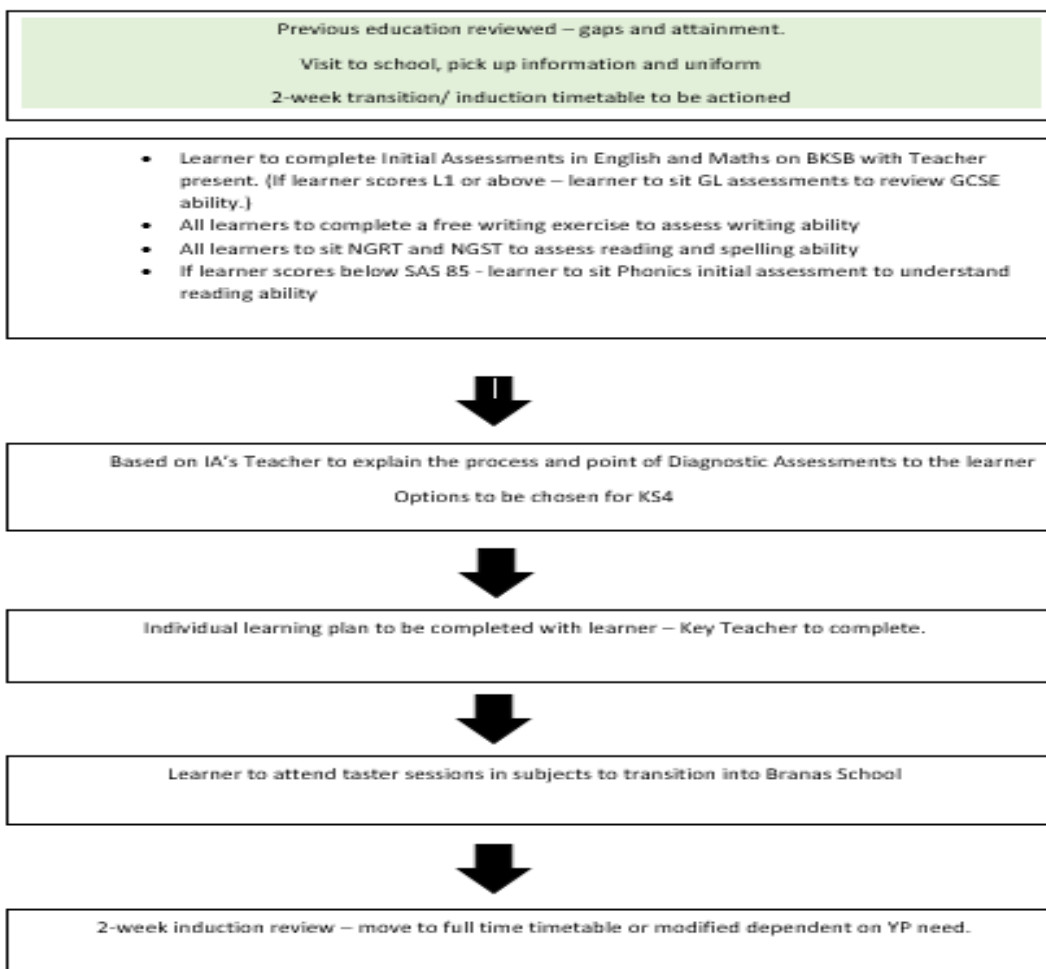 Previous education reviewed – gaps and attainment.
Visit to school, pick up information and uniform
2-week transition/ induction timetable to be actioned
• Learner to complete Initial Assessments in English and Maths on BKSB with Teacher
present. (If learner scores L1 or above – learner to sit GL assessments to review GCSE
ability.)
• All learners to complete a free writing exercise to assess writing ability
• All learners to sit NGRT and NGST to assess reading and spelling ability
• If learner scores below SAS 85 - learner to sit Phonics initial assessment to understand
reading ability
Based on IA's Teacher to explain the process and point of Diagnostic Assessments to the learner
Options to be chosen for KS4
Individual learning plan to be completed with learner – Key Teacher to complete.
Learner to attend taster sessions in subjects to transition into Branas School
2-week induction review – move to full time timetable or modified dependent on YP need.